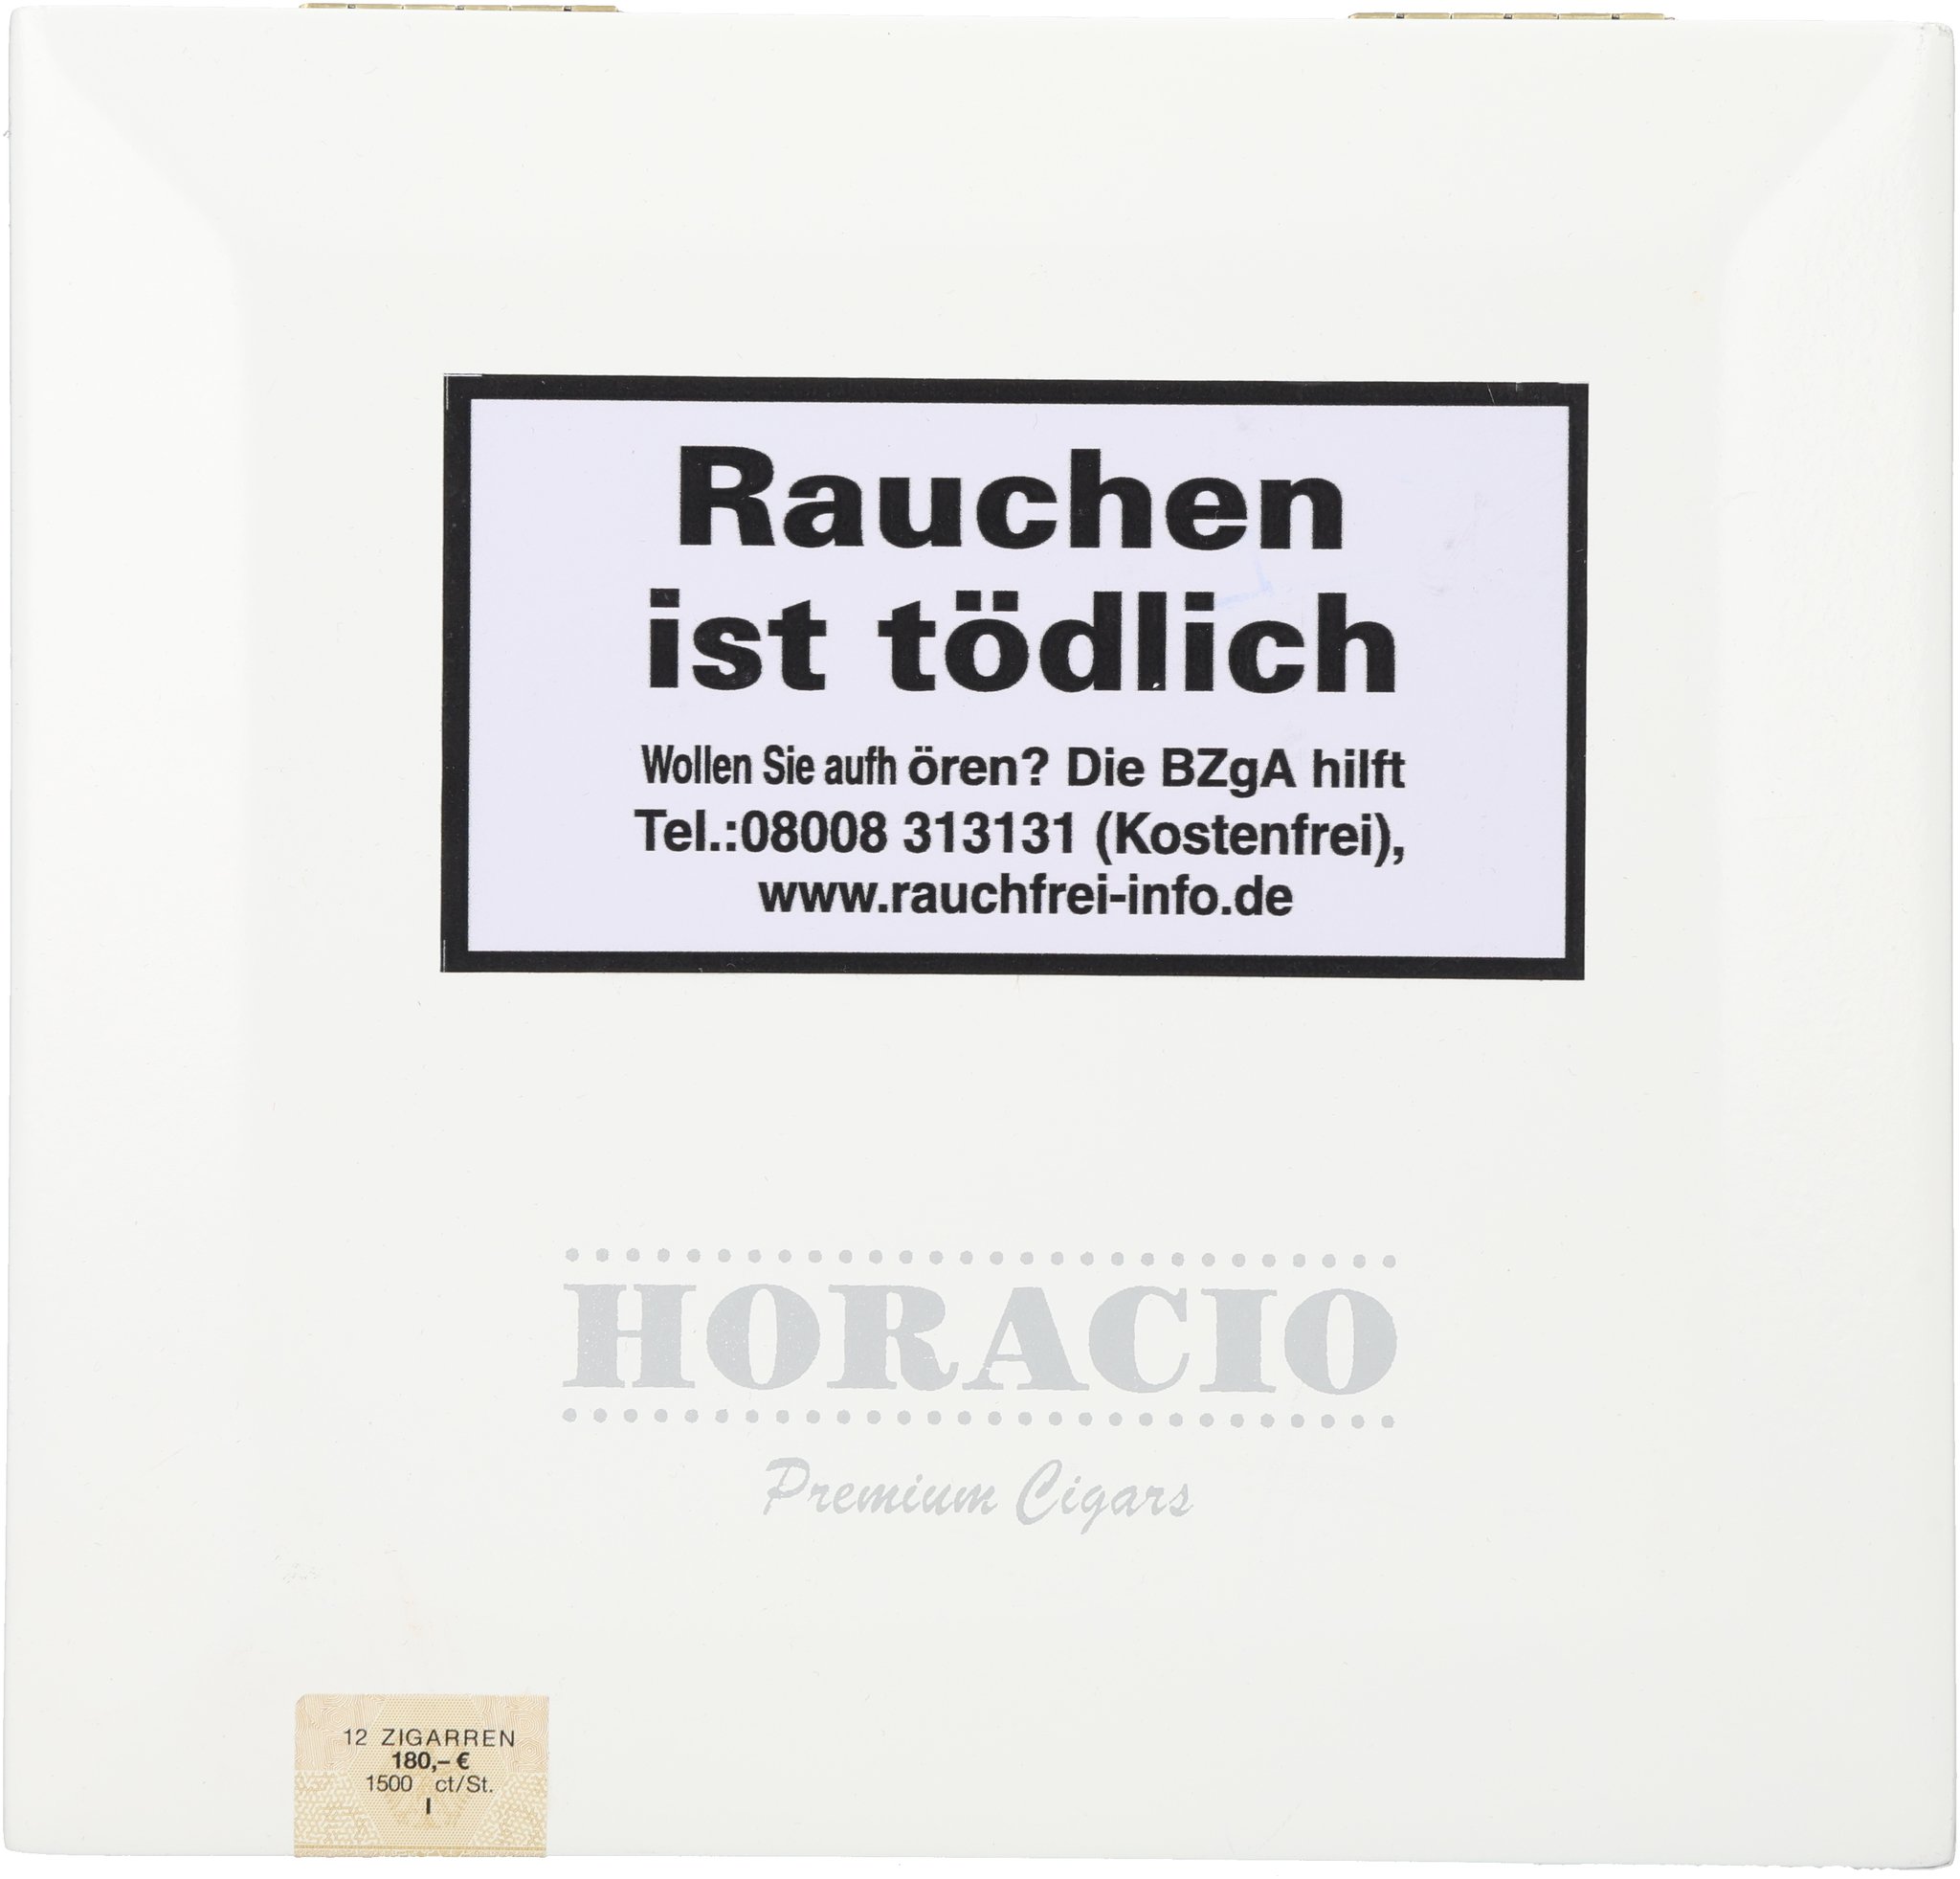 Rauchen
ist tödlich
Wollen Sie aufh ören? Die BZgA hilft
Tel.:08008 313131 (Kostenfrei),
www.rauchfrei-info.de
HORACIO
Premium Cigars
12 ZIGARREN
180,– €
1500 ct/St.
I